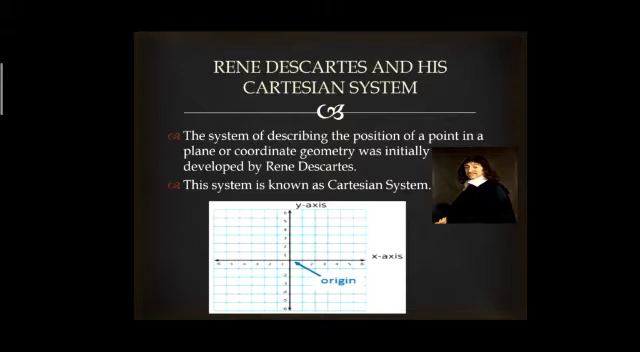 RENE DESCARTES AND HIS
CARTESIAN SYSTEM
The system of describing the position of a point in a
plane or coordinate geometry was initially
developed by Rene Descartes.
This system is known as Cartesian System.
y-axis
x-axis
origin